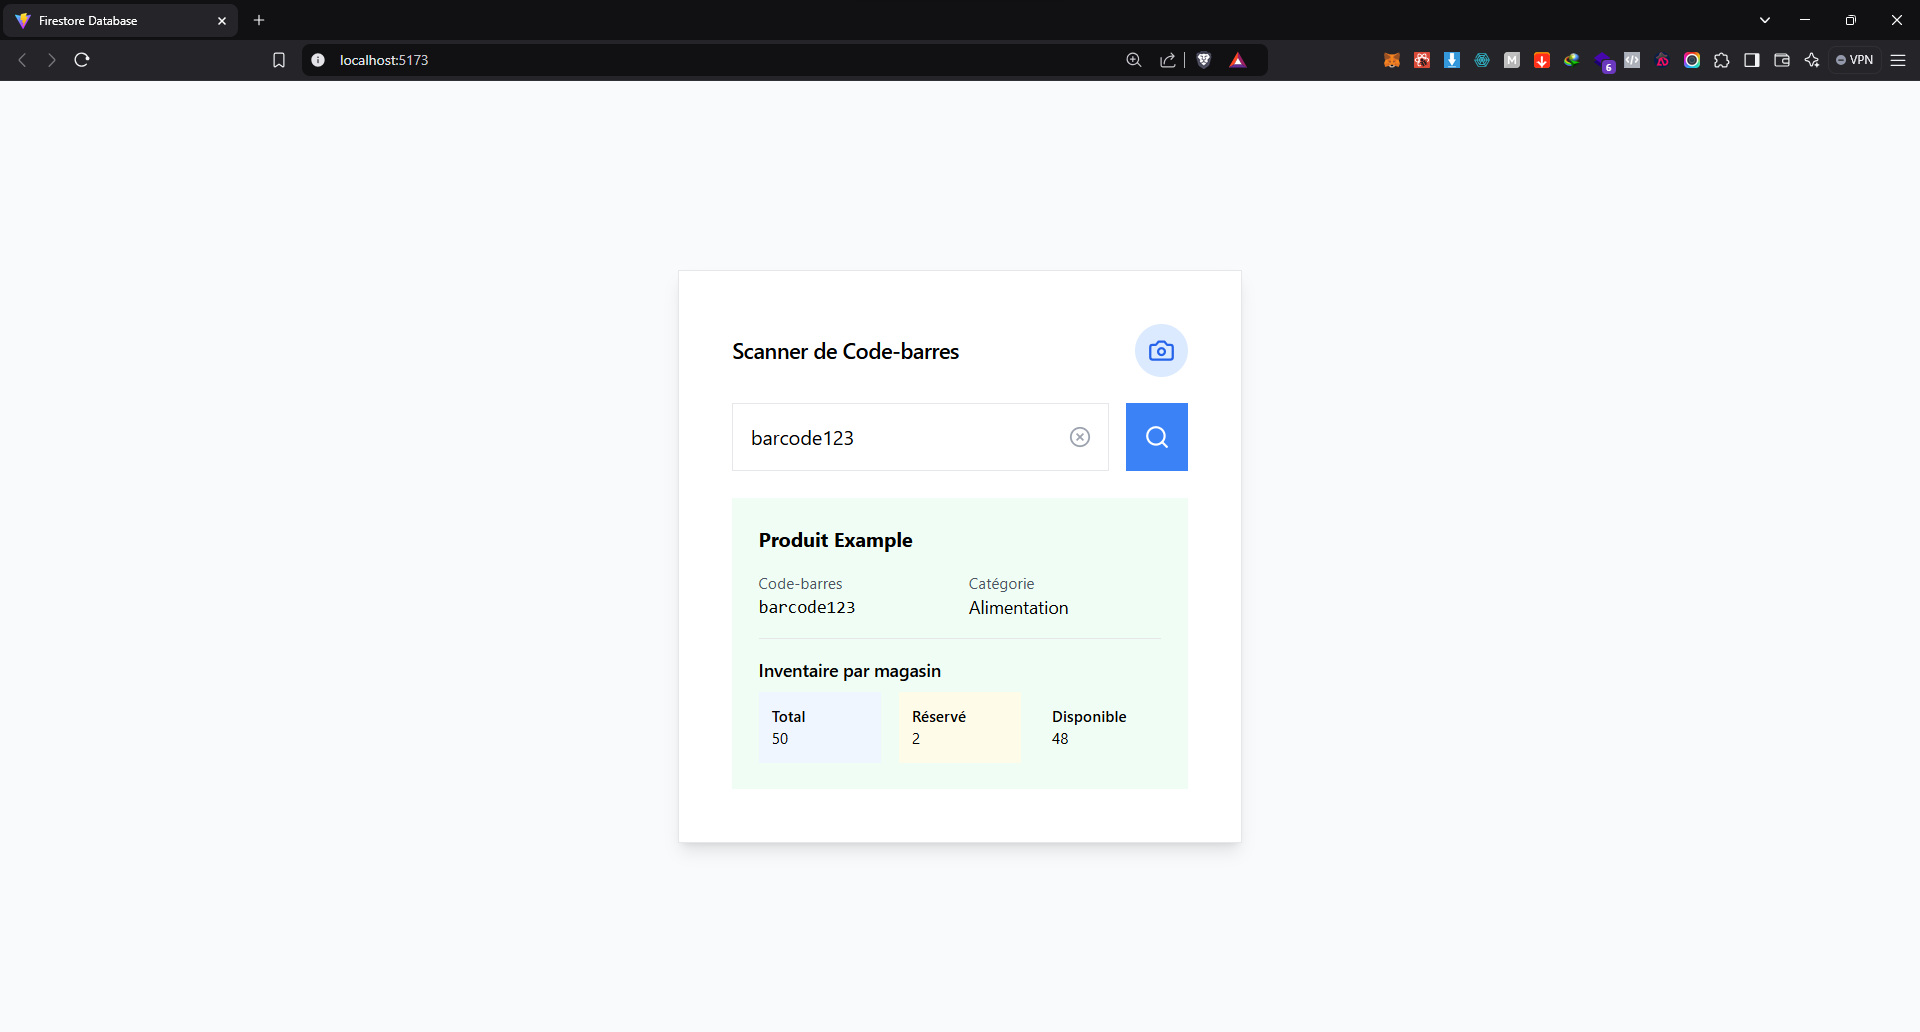 Firestore Database
localhost:5173
M
6
VPN
Scanner de Code-barres
barcode123
Produit Example
Code-barres Catégorie
barcode123 Alimentation
Inventaire par magasin
Total Réservé Disponible
50 2 48